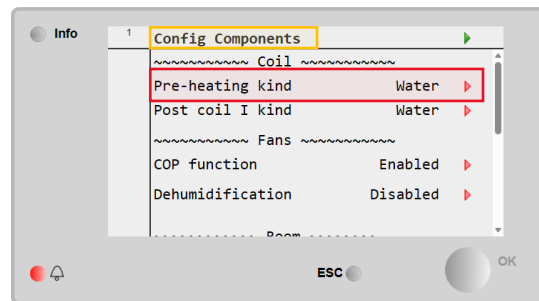 Info
1
Config Components
~~~~~~~~~~~ Coil ~~~~~~~~~~~
Pre-heating kind Water
Post coil I kind Water
~~~~~~~~~~~ Fans ~~~~~~~~~~~
COP function Enabled
Dehumidification Disabled
Room
ESC
OK